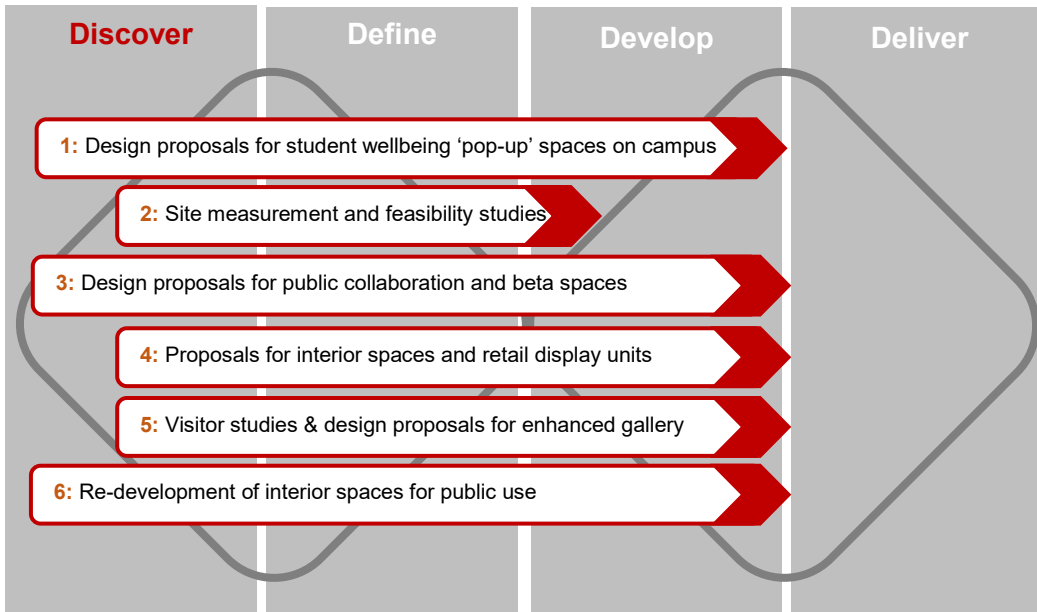 Discover Define Develop Deliver
1: Design proposals for student wellbeing ‘pop-up’ spaces on campus
2: Site measurement and feasibility studies
3: Design proposals for public collaboration and beta spaces
4: Proposals for interior spaces and retail display units
5: Visitor studies & design proposals for enhanced gallery
6: Re-development of interior spaces for public use